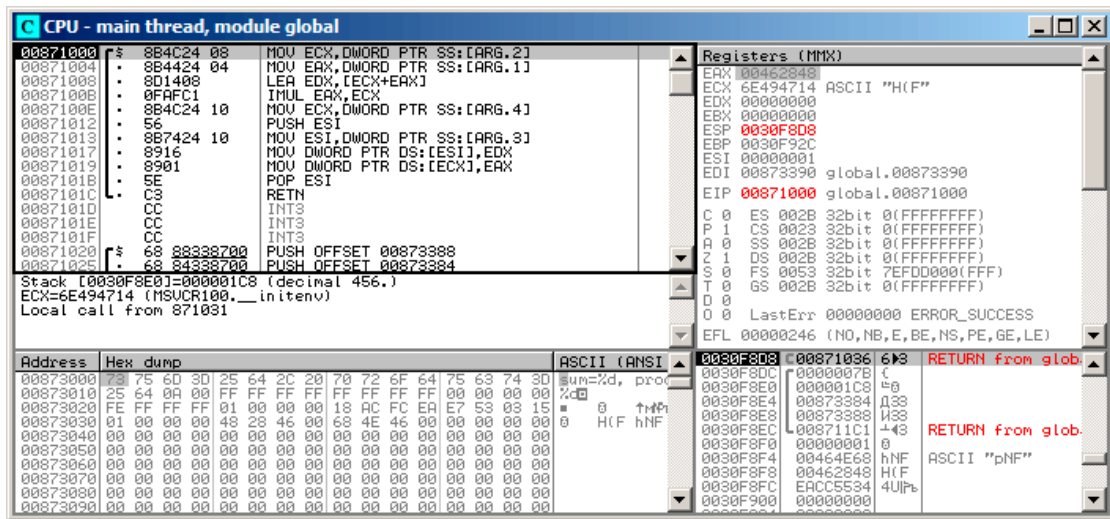 C CPU - main thread, module global
00871000 $ 8B4C24 08 MOV ECX,DWORD PTR SS:[ARG.2]
00871004 . 8B4424 04 MOV EAX,DWORD PTR SS:[ARG.1]
00871008 . 8D1408 LEA EDX,[ECX+EAX]
0087100B . 0FAFC1 IMUL EAX,ECX
0087100E . 8B4C24 10 MOV ECX,DWORD PTR SS:[ARG.4]
00871012 . 56 PUSH ESI
00871013 . 8B7424 10 MOV ESI,DWORD PTR SS:[ARG.3]
00871017 . 8916 MOV DWORD PTR DS:[ESI],EDX
00871019 . 8901 MOV DWORD PTR DS:[ECX],EAX
0087101B . 5E POP ESI
0087101C . C3 RETN
0087101D CC INT3
0087101E CC INT3
0087101F CC INT3
00871020 $ 68 88338700 PUSH OFFSET 00873388
00871025 . 68 84338700 PUSH OFFSET 00873384
Stack [0030F8E0]=000001C8 (decimal 456.)
ECX=6E494714 (MSVCR100.__initenv)
Local call from 871031
Registers (MMX)
EAX 00462848
ECX 6E494714 ASCII "H(F"
EDX 00000000
EBX 00000000
ESP 0030F8D8
EBP 0030F92C
ESI 00000001
EDI 00873390 global.00873390
EIP 00871000 global.00871000
C 0 ES 002B 32bit 0(FFFFFFFF)
P 1 CS 0023 32bit 0(FFFFFFFF)
A 0 SS 002B 32bit 0(FFFFFFFF)
Z 1 DS 002B 32bit 0(FFFFFFFF)
S 0 FS 0053 32bit 7EFDD000(FFF)
T 0 GS 002B 32bit 0(FFFFFFFF)
D 0
O 0 LastErr 00000000 ERROR_SUCCESS
EFL 00000246 (NO,NB,E,BE,NS,PE,GE,LE)
Address Hex dump ASCII (ANSI
00873000 73 75 6D 3D 25 64 2C 20 70 72 6F 64 75 63 74 3D sum=%d, prod
00873010 25 64 0A 00 FF FF FF FF FF FF FF FF 00 00 00 00 %d
00873020 FE FF FF FF 01 00 00 00 18 AC FC EA E7 53 03 15
00873030 01 00 00 00 48 28 46 00 68 4E 46 00 00 00 00 00 H(F hNF
00873040 00 00 00 00 00 00 00 00 00 00 00 00 00 00 00 00
00873050 00 00 00 00 00 00 00 00 00 00 00 00 00 00 00 00
00873060 00 00 00 00 00 00 00 00 00 00 00 00 00 00 00 00
00873070 00 00 00 00 00 00 00 00 00 00 00 00 00 00 00 00
00873080 00 00 00 00 00 00 00 00 00 00 00 00 00 00 00 00
00873090 00 00 00 00 00 00 00 00 00 00 00 00 00 00 00 00
0030F8D8 00871036 RETURN from glob
0030F8DC 0000007B {
0030F8E0 000001C8
0030F8E4 00873384
0030F8E8 00873388
0030F8EC 008711C1 RETURN from glob
0030F8F0 00000001
0030F8F4 00464E68 hNF ASCII "pNF"
0030F8F8 00462848 H(F
0030F8FC EACC5534
0030F900 00000000